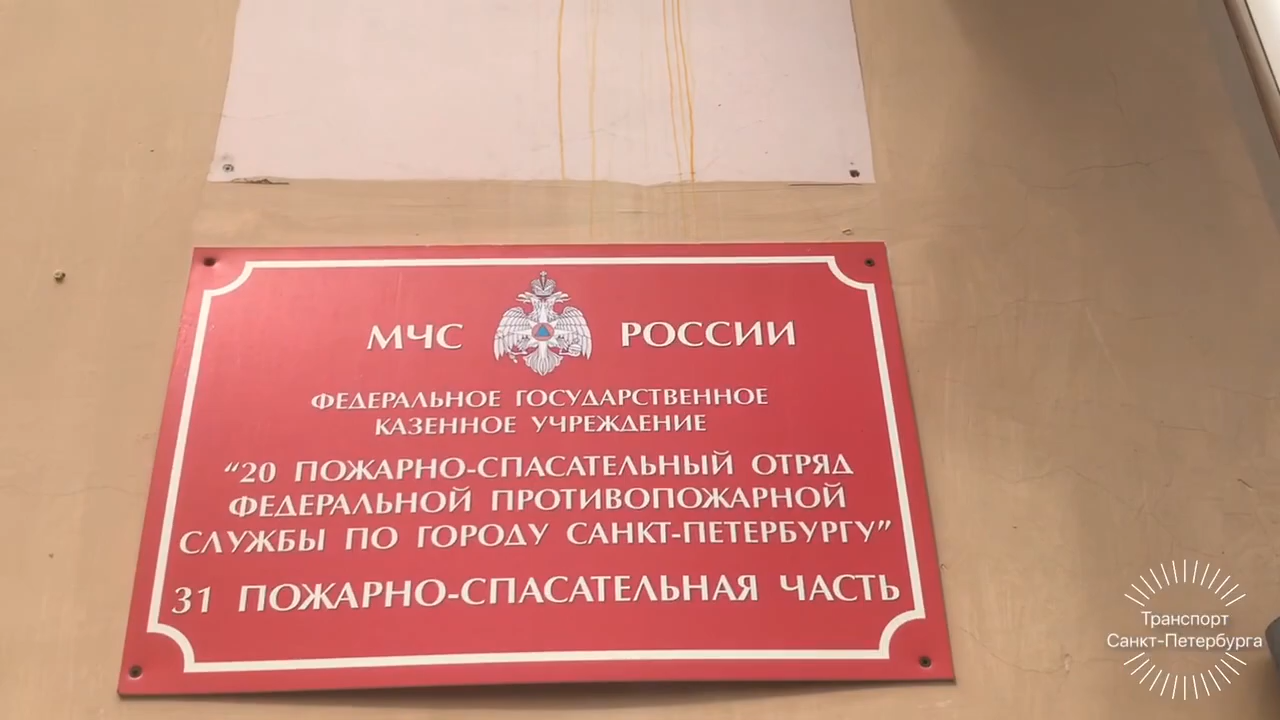 МЧС РОССИИ
ФЕДЕРАЛЬНОЕ ГОСУДАРСТВЕННОЕ
КАЗЕННОЕ УЧРЕЖДЕНИЕ
“20 ПОЖАРНО-СПАСАТЕЛЬНЫЙ ОТРЯД
ФЕДЕРАЛЬНОЙ ПРОТИВОПОЖАРНОЙ
СЛУЖБЫ ПО ГОРОДУ САНКТ-ПЕТЕРБУРГУ”
31 ПОЖАРНО-СПАСАТЕЛЬНАЯ ЧАСТЬ
Транспорт
Санкт-Петербурга